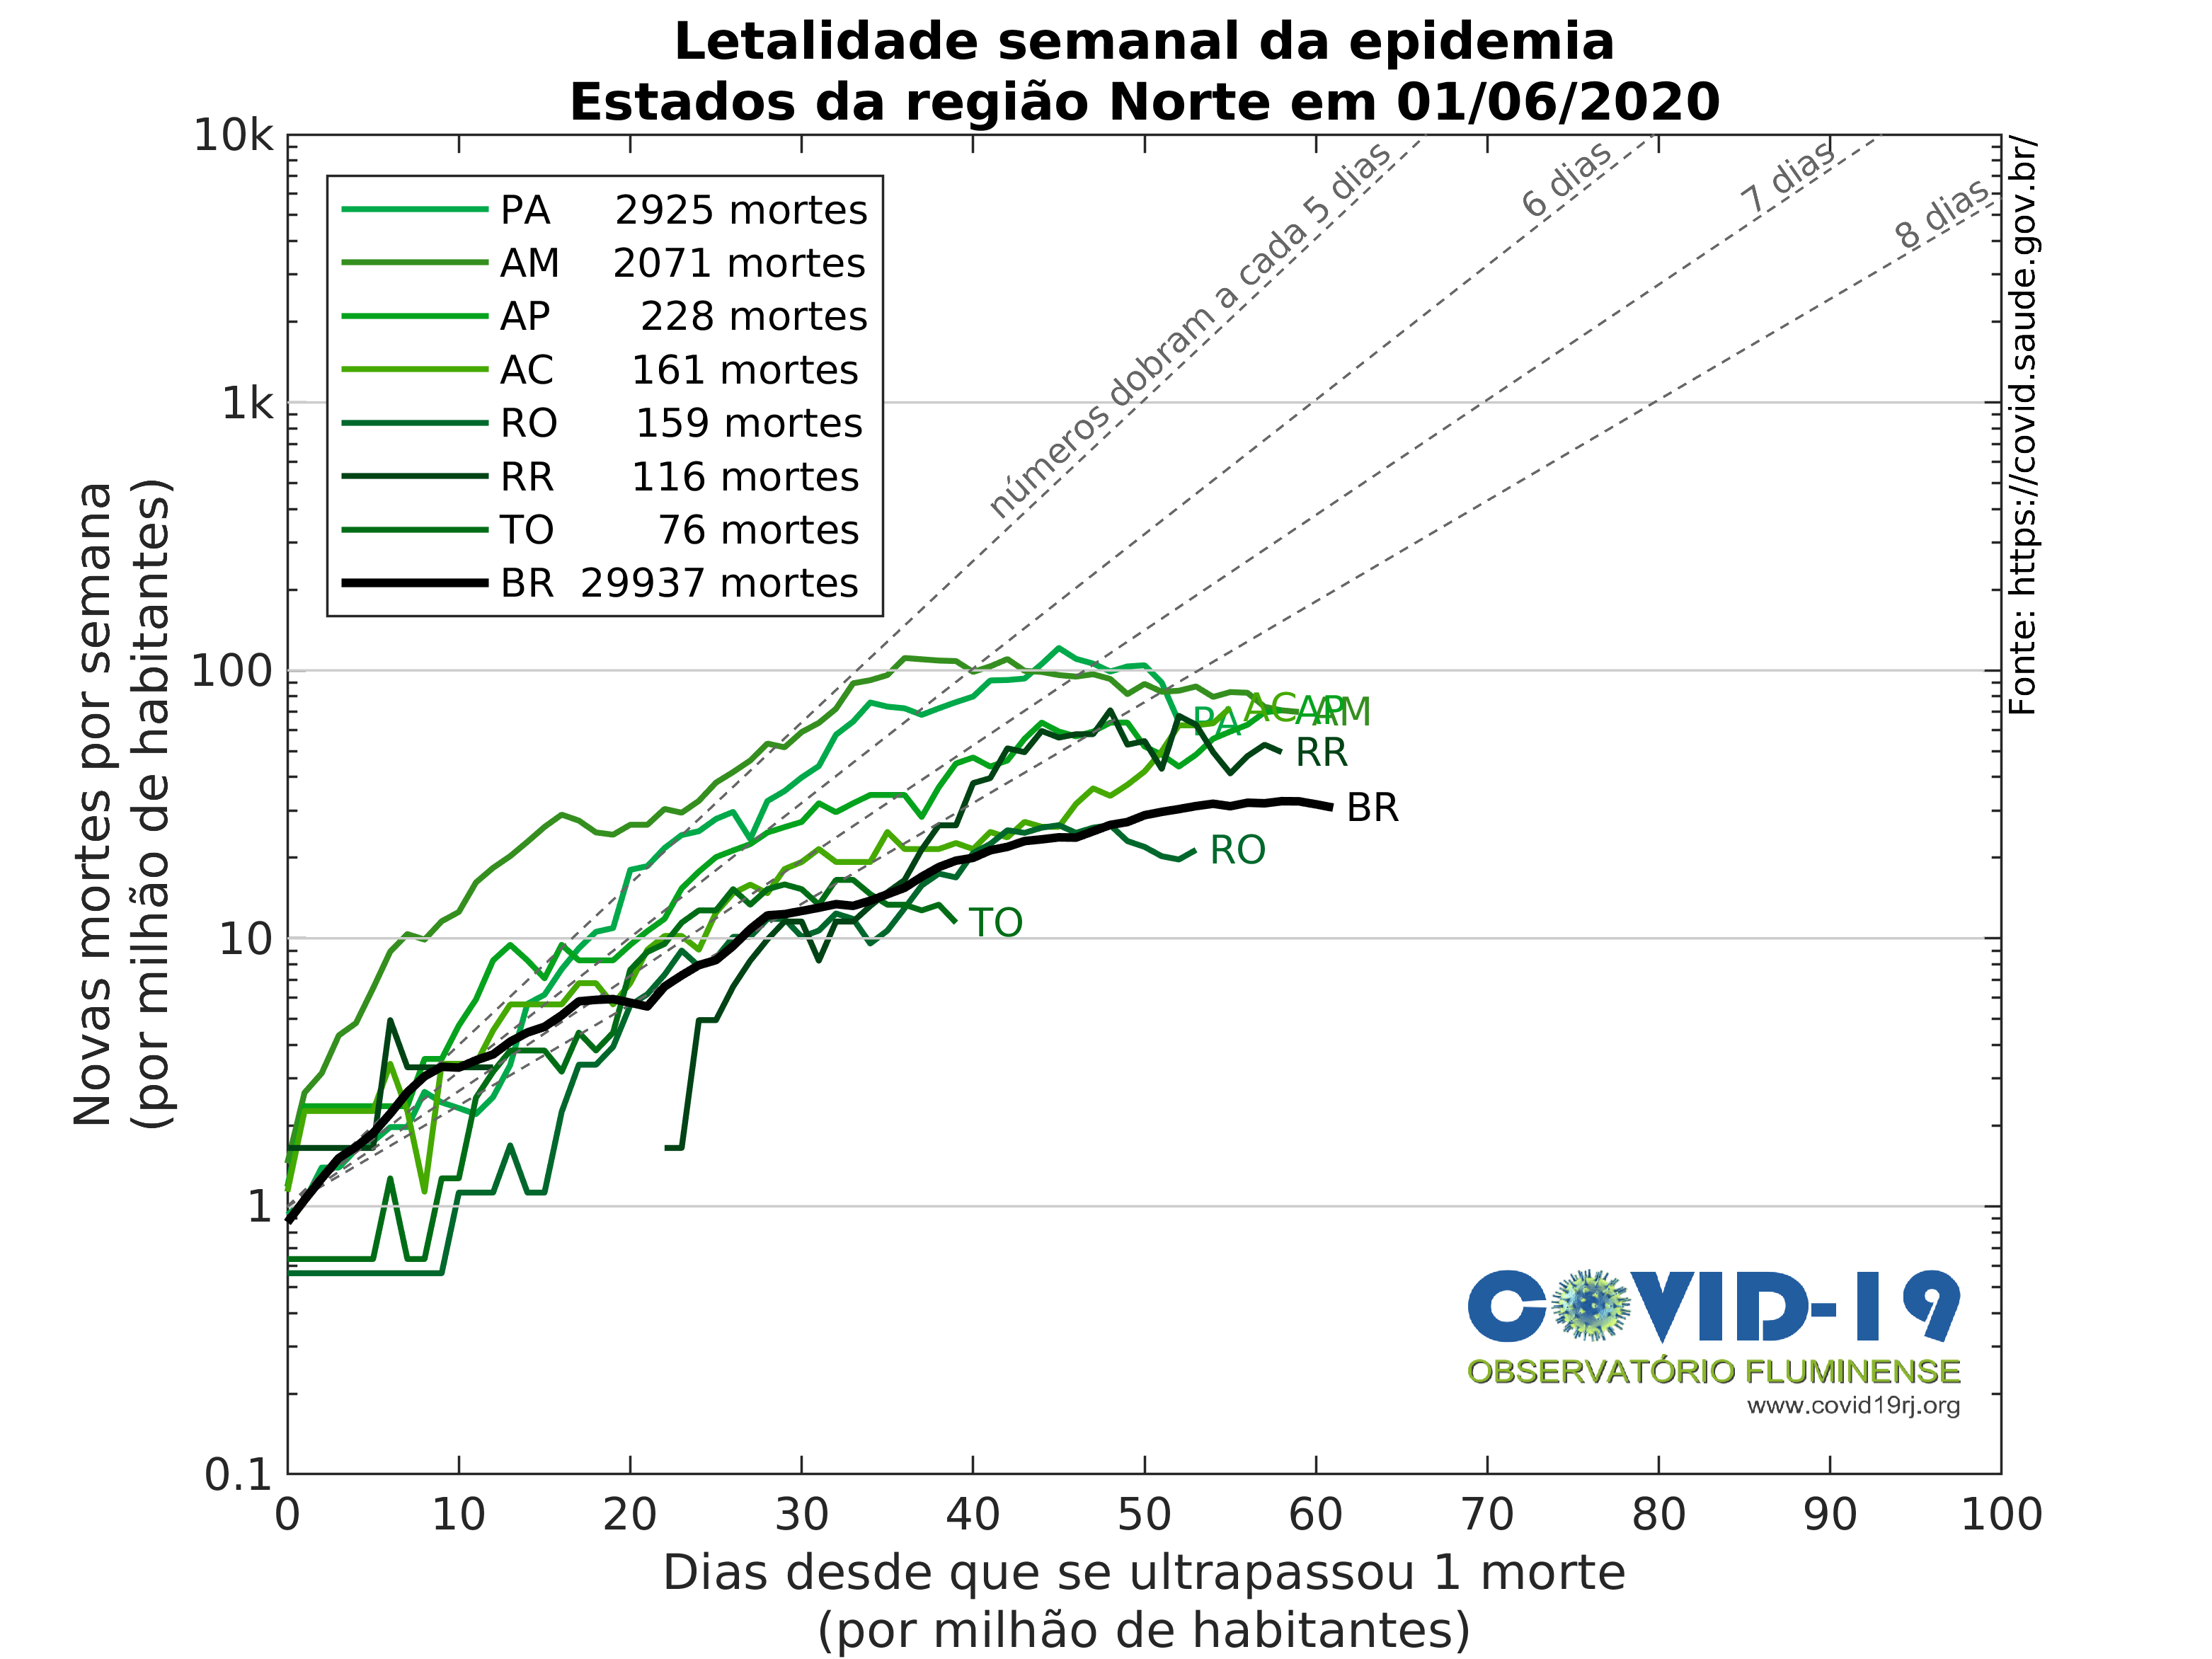 Letalidade semanal da epidemia
Estados da região Norte em 01/06/2020
Novas mortes por semana
(por milhão de habitantes)
10k
1k
100
10
1
0.1
PA 2925 mortes
AM 2071 mortes
AP 228 mortes
AC 161 mortes
RO 159 mortes
RR 116 mortes
TO 76 mortes
BR 29937 mortes
números dobram a cada 5 dias
6 dias
7 dias
8 dias
Fonte: https://covid.saude.gov.br/
PA
AC
AP
AM
RR
BR
RO
TO
COVID-19
OBSERVATÓRIO FLUMINENSE
www.covid19rj.org
0 10 20 30 40 50 60 70 80 90 100
Dias desde que se ultrapassou 1 morte
(por milhão de habitantes)